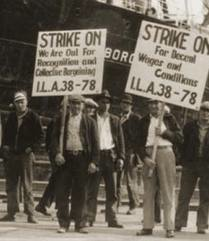 STRIKE ON
We Are Out For
Recognition and
Collective Bargaining
I.L.A. 38-78
BORO
STRIKE ON
For Decent
Wages and
Conditions
I.L.A. 38-78